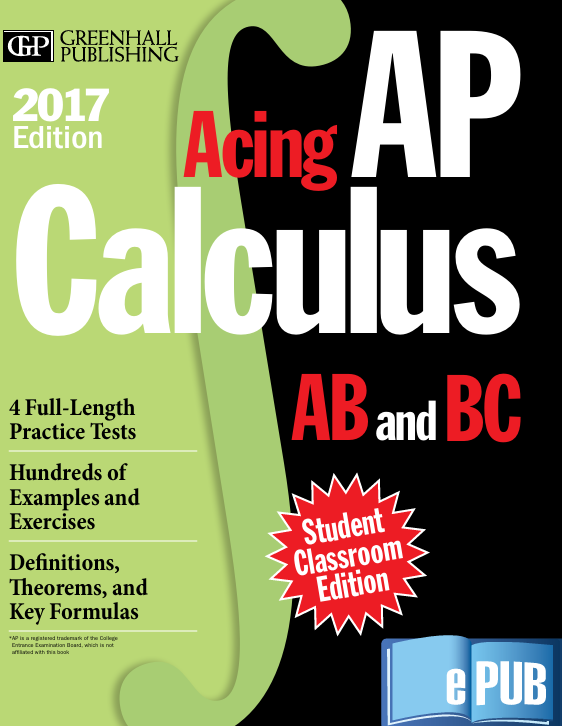 GP
GREENHALL
PUBLISHING
2017
Edition
Acing AP
Calculus
AB and BC
4 Full-Length
Practice Tests
Hundreds of
Examples and
Exercises
Definitions,
Theorems, and
Key Formulas
*AP is a registered trademark of the College
Entrance Examination Board, which is not
affiliated with this book
Student
Classroom
Edition
e PUB